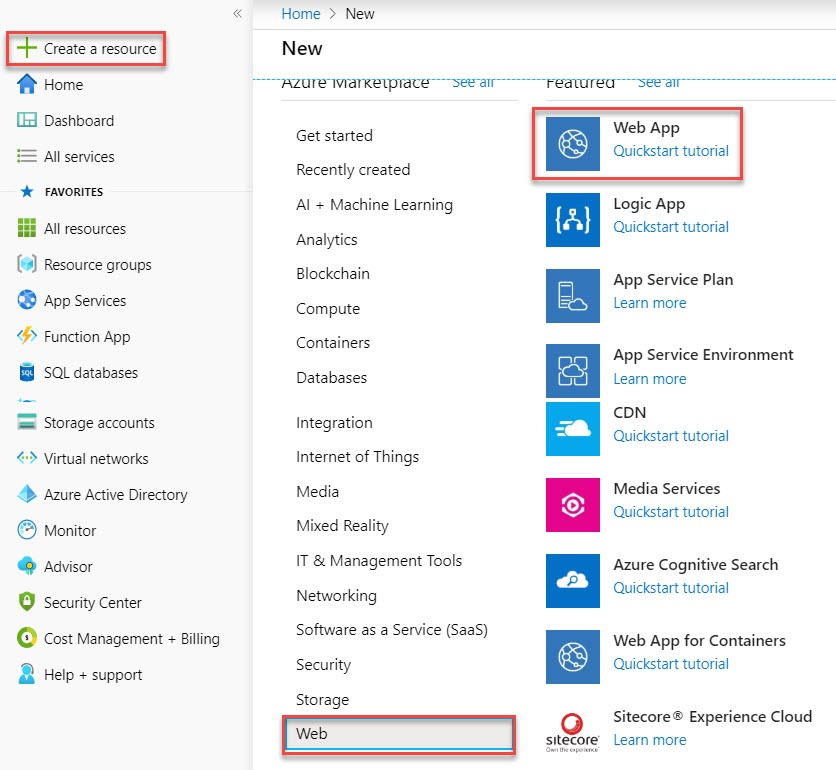 «
Create a resource
Home
Dashboard
All services
FAVORITES
All resources
Resource groups
App Services
Function App
SQL
SQL databases
Storage accounts
Virtual networks
Azure Active Directory
Monitor
Advisor
Security Center
$
Cost Management + Billing
Help + support
Home > New
New
Azure Marketplace See all
Get started
Recently created
AI + Machine Learning
Analytics
Blockchain
Compute
Containers
Databases
Integration
Internet of Things
Media
Mixed Reality
IT & Management Tools
Networking
Software as a Service (SaaS)
Security
Storage
Web
Featured See all
Web App
Quickstart tutorial
Logic App
Quickstart tutorial
App Service Plan
Learn more
App Service Environment
Learn more
CDN
Quickstart tutorial
Media Services
Quickstart tutorial
Azure Cognitive Search
Quickstart tutorial
Web App for Containers
Quickstart tutorial
sitecore
Own the experience
Sitecore® Experience Cloud
Learn more